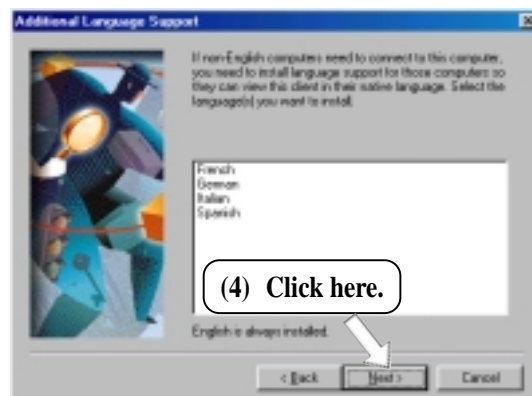 Additional Language Support
If non-English computers need to connect to this computer,
you need to install language support for those computers so
they can view this client in their native language. Select the
language(s) you want to install.
French
German
Italian
Spanish
(4) Click here.
English is always installed.
< Back
Next >
Cancel